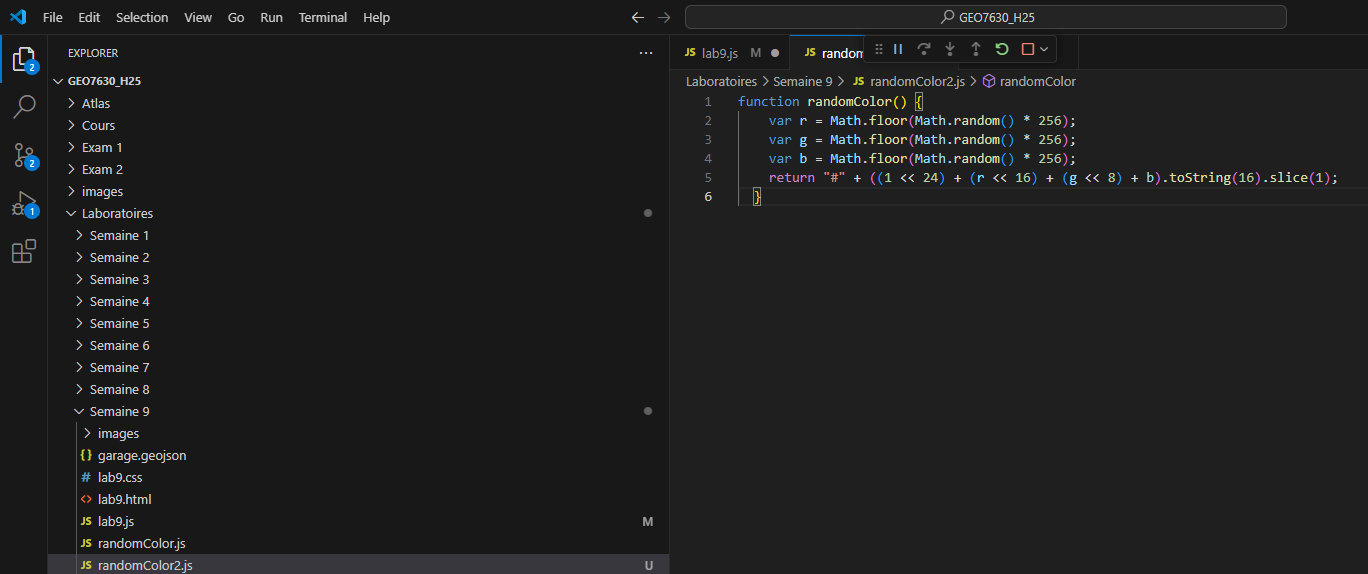 File Edit Selection View Go Run Terminal Help
GEO7630_H25
EXPLORER
GEO7630_H25
Atlas
Cours
Exam 1
Exam 2
images
Laboratoires
Semaine 1
Semaine 2
Semaine 3
Semaine 4
Semaine 5
Semaine 6
Semaine 7
Semaine 8
Semaine 9
images
{} garage.geojson
# lab9.css
<> lab9.html
JS lab9.js M
JS randomColor.js
JS randomColor2.js U
2
2
1
JS lab9.js M JS random
Laboratoires > Semaine 9 > JS randomColor2.js > randomColor
1 function randomColor() {
2 var r = Math.floor(Math.random() * 256);
3 var g = Math.floor(Math.random() * 256);
4 var b = Math.floor(Math.random() * 256);
5 return "#" + ((1 << 24) + (r << 16) + (g << 8) + b).toString(16).slice(1);
6 }